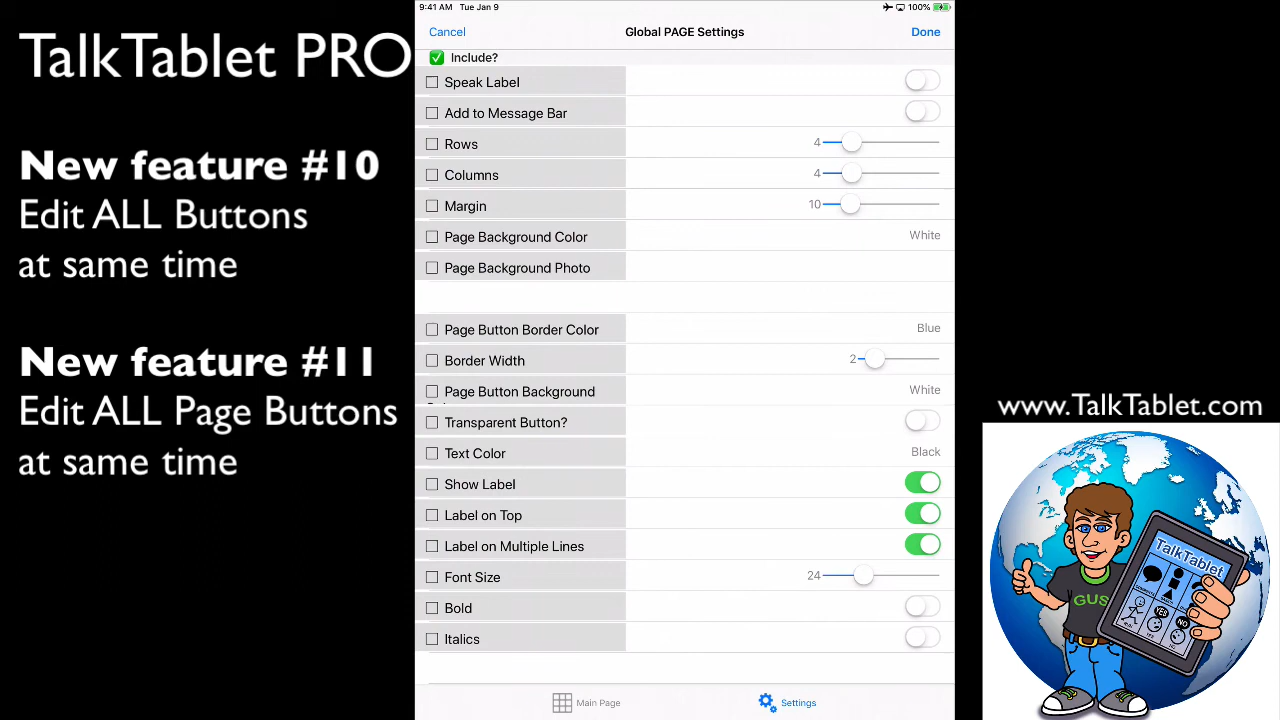 TalkTablet PRO
New feature #10
Edit ALL Buttons
at same time
New feature #11
Edit ALL Page Buttons
at same time
9:41 AM Tue Jan 9
100%
Cancel
Global PAGE Settings
Done
Include?
Speak Label
Add to Message Bar
Rows 4
Columns 4
Margin 10
Page Background Color White
Page Background Photo
Page Button Border Color Blue
Border Width 2
Page Button Background White
Transparent Button?
Text Color Black
Show Label
Label on Top
Label on Multiple Lines
Font Size 24
Bold
Italics
Main Page
Settings
www.TalkTablet.com
TalkTablet
GUS
YES
NO